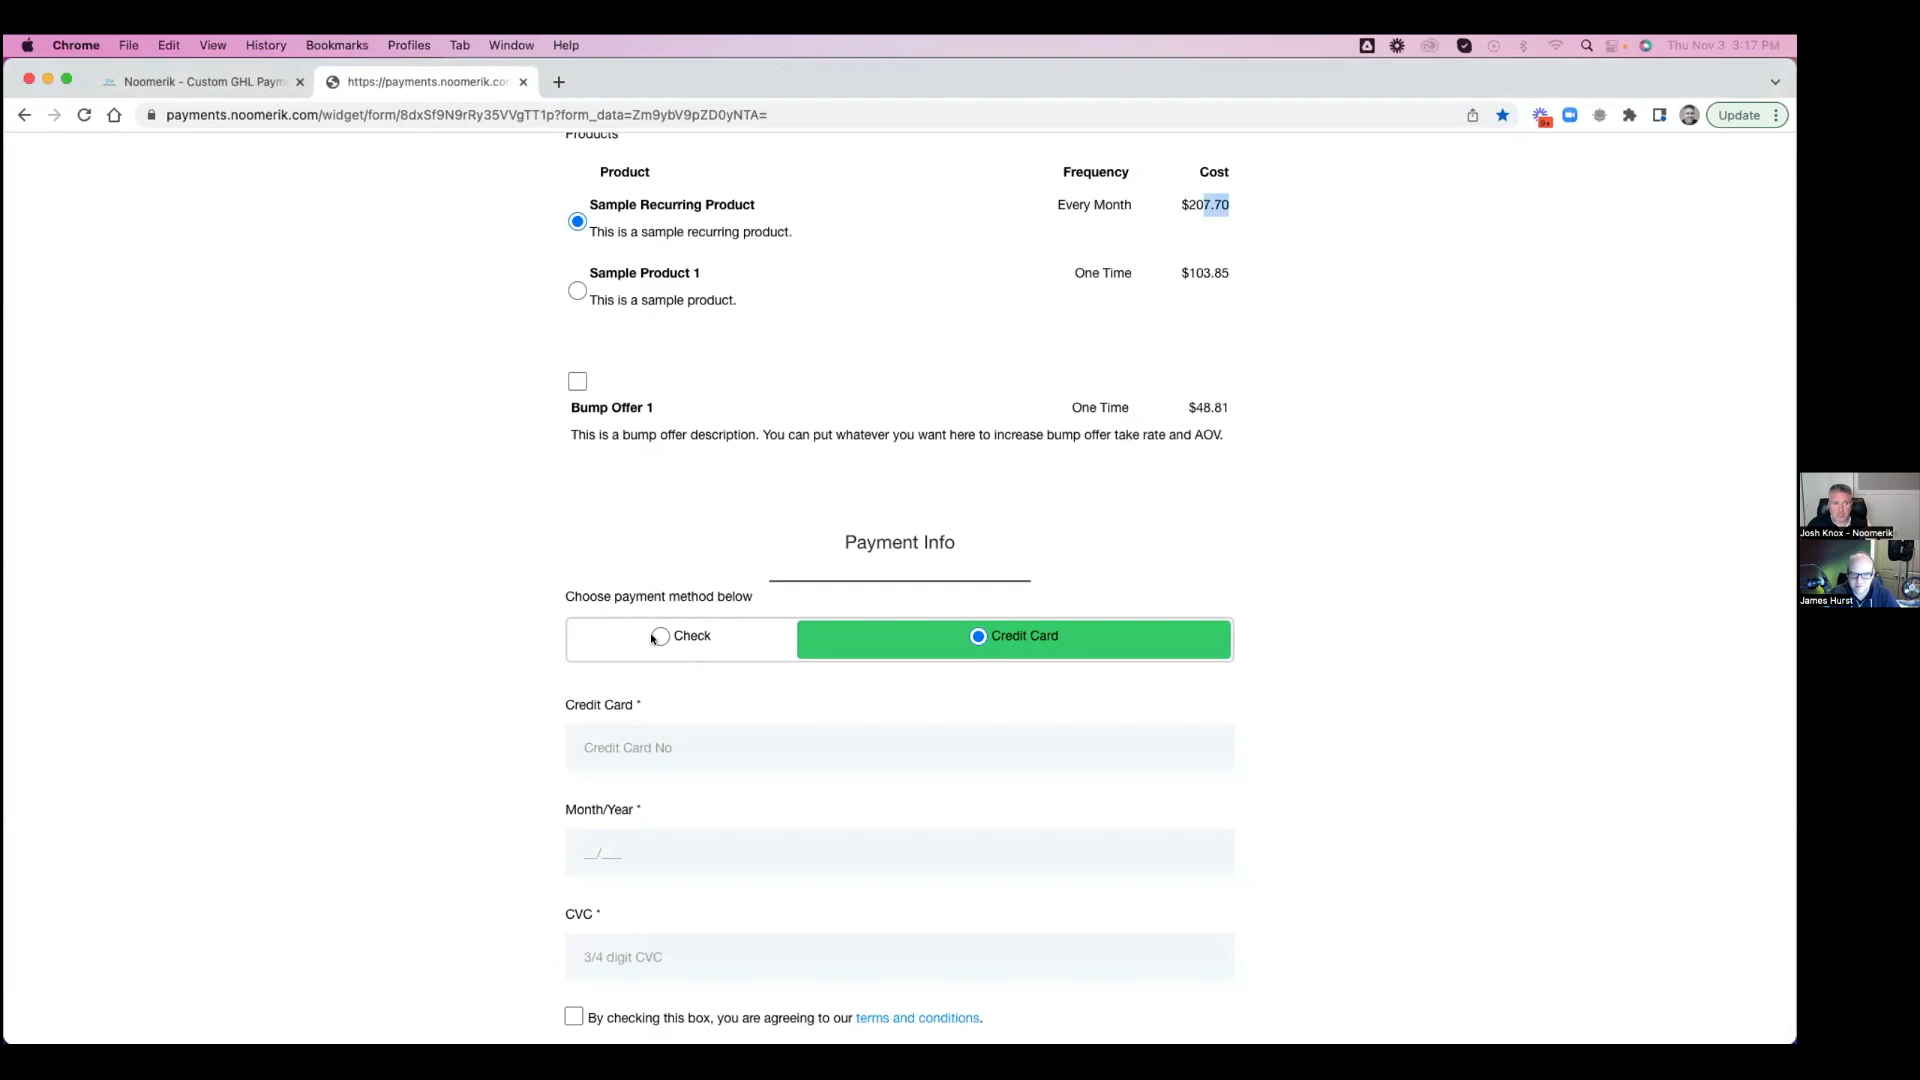 Chrome File Edit View History Bookmarks Profiles Tab Window Help Thu Nov 3 3:17 PM
Noomerik - Custom GHL Paym https://payments.noomerik.co
payments.noomerik.com/widget/form/8dxSf9N9rRy35VVgTT1p?form_data=Zm9ybV9pZD0yNTA= 9+ Update
Products
Product Frequency Cost
Sample Recurring Product Every Month $207.70
This is a sample recurring product.
Sample Product 1 One Time $103.85
This is a sample product.
Bump Offer 1 One Time $48.81
This is a bump offer description. You can put whatever you want here to increase bump offer take rate and AOV.
Josh Knox - Noomerik
James Hurst
Payment Info
Choose payment method below
Check Credit Card
Credit Card *
Credit Card No
Month/Year *
__/___
CVC *
3/4 digit CVC
By checking this box, you are agreeing to our terms and conditions.